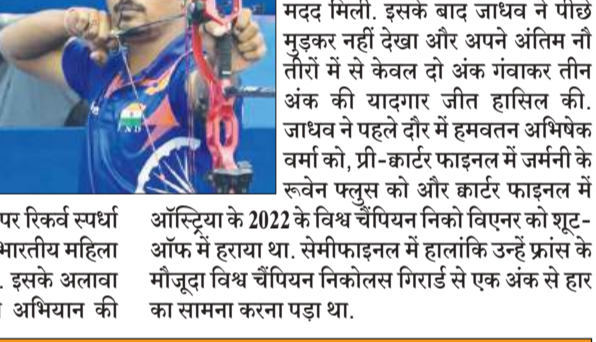 मदद मिली. इसके बाद जाधव ने पीछे
मुड़कर नहीं देखा और अपने अंतिम नौ
तीरों में से केवल दो अंक गंवाकर तीन
अंक की यादगार जीत हासिल की.
जाधव ने पहले दौर में हमवतन अभिषेक
वर्मा को, प्री-क्वार्टर फाइनल में जर्मनी के
रूवेन फ्लुस को और क्वार्टर फाइनल में
ऑस्ट्रिया के 2022 के विश्व चैंपियन निको विएनर को शूट-
ऑफ में हराया था. सेमीफाइनल में हालांकि उन्हें फ्रांस के
मौजूदा विश्व चैंपियन निकोलस गिरार्ड से एक अंक से हार
का सामना करना पड़ा था.
पर रिकर्व स्पर्धा
भारतीय महिला
. इसके अलावा
अभियान की
IND